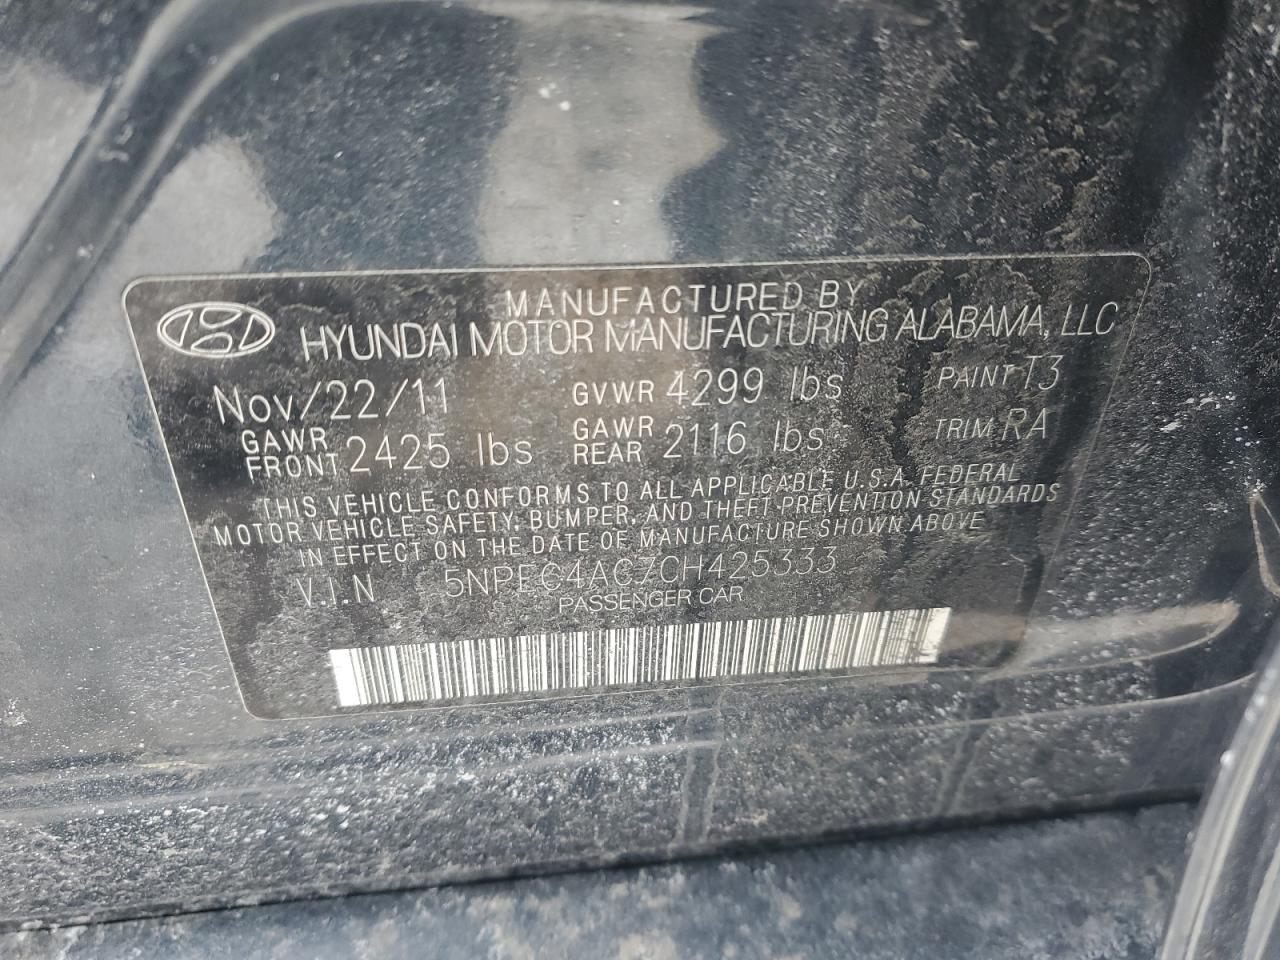 MANUFACTURED BY
HYUNDAI MOTOR MANUFACTURING ALABAMA, LLC
Nov/22/11 GVWR 4299 lbs PAINT T3
GAWR FRONT 2425 lbs GAWR REAR 2116 lbs TRIM RA
THIS VEHICLE CONFORMS TO ALL APPLICABLE U.S.A. FEDERAL
MOTOR VEHICLE SAFETY, BUMPER, AND THEFT PREVENTION STANDARDS
IN EFFECT ON THE DATE OF MANUFACTURE SHOWN ABOVE
V.I.N 5NPEC4AC7CH425333
PASSENGER CAR